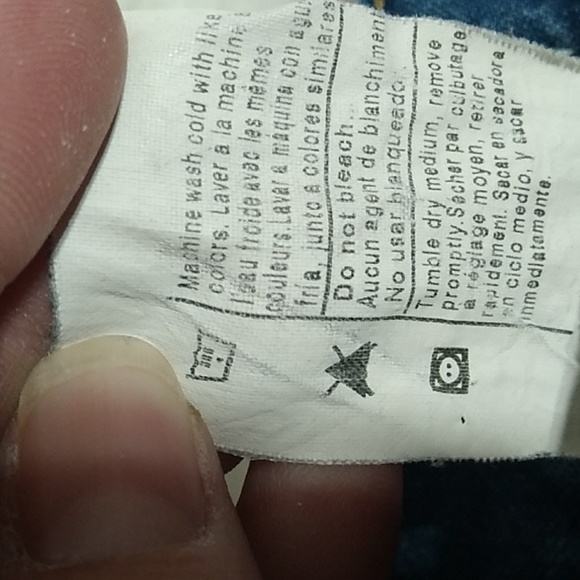 Machine wash cold with like
colors. Laver à la machine à
l'eau froide avec les mêmes
couleurs. Lavar a máquina con agua
fria, junto a colores similares
Do not bleach.
Aucun agent de blanchiment
No usar blanqueado.
Tumble dry medium, remove
promptly. Sécher par culbutage
a réglage moyen, retirer
rapidement. Secar en secadora
en ciclo medio, y sacar
inmediatamente.